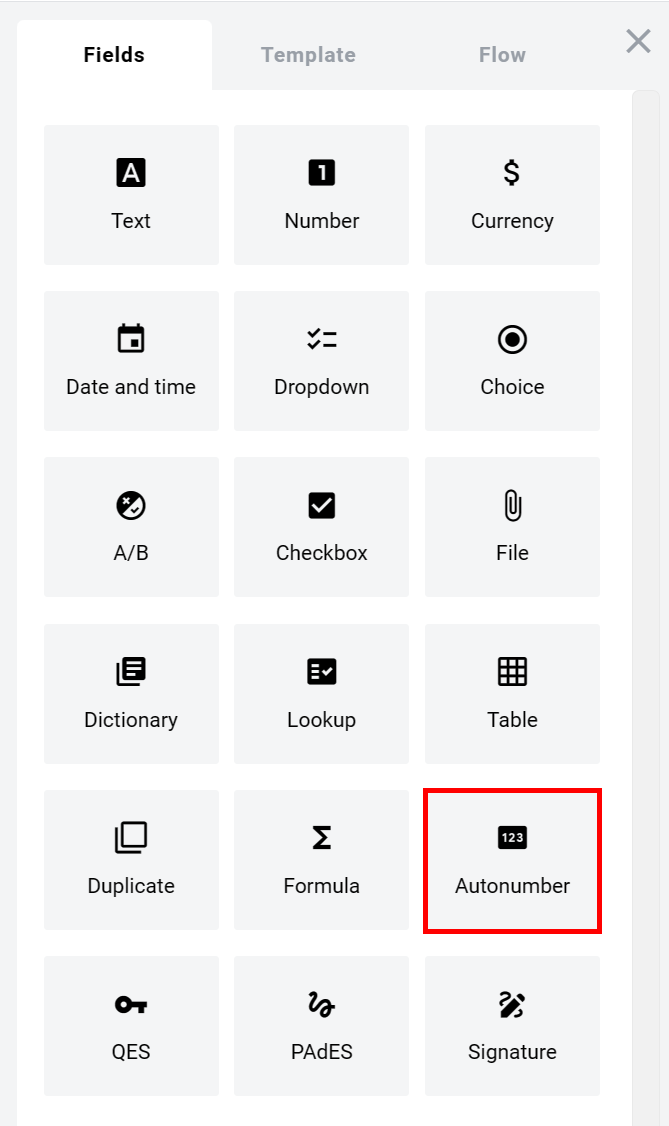 Fields Template Flow
A 1 $
Text Number Currency
Date and time Dropdown Choice
A/B Checkbox File
Dictionary Lookup Table
123
Duplicate Formula Autonumber
QES PAdES Signature